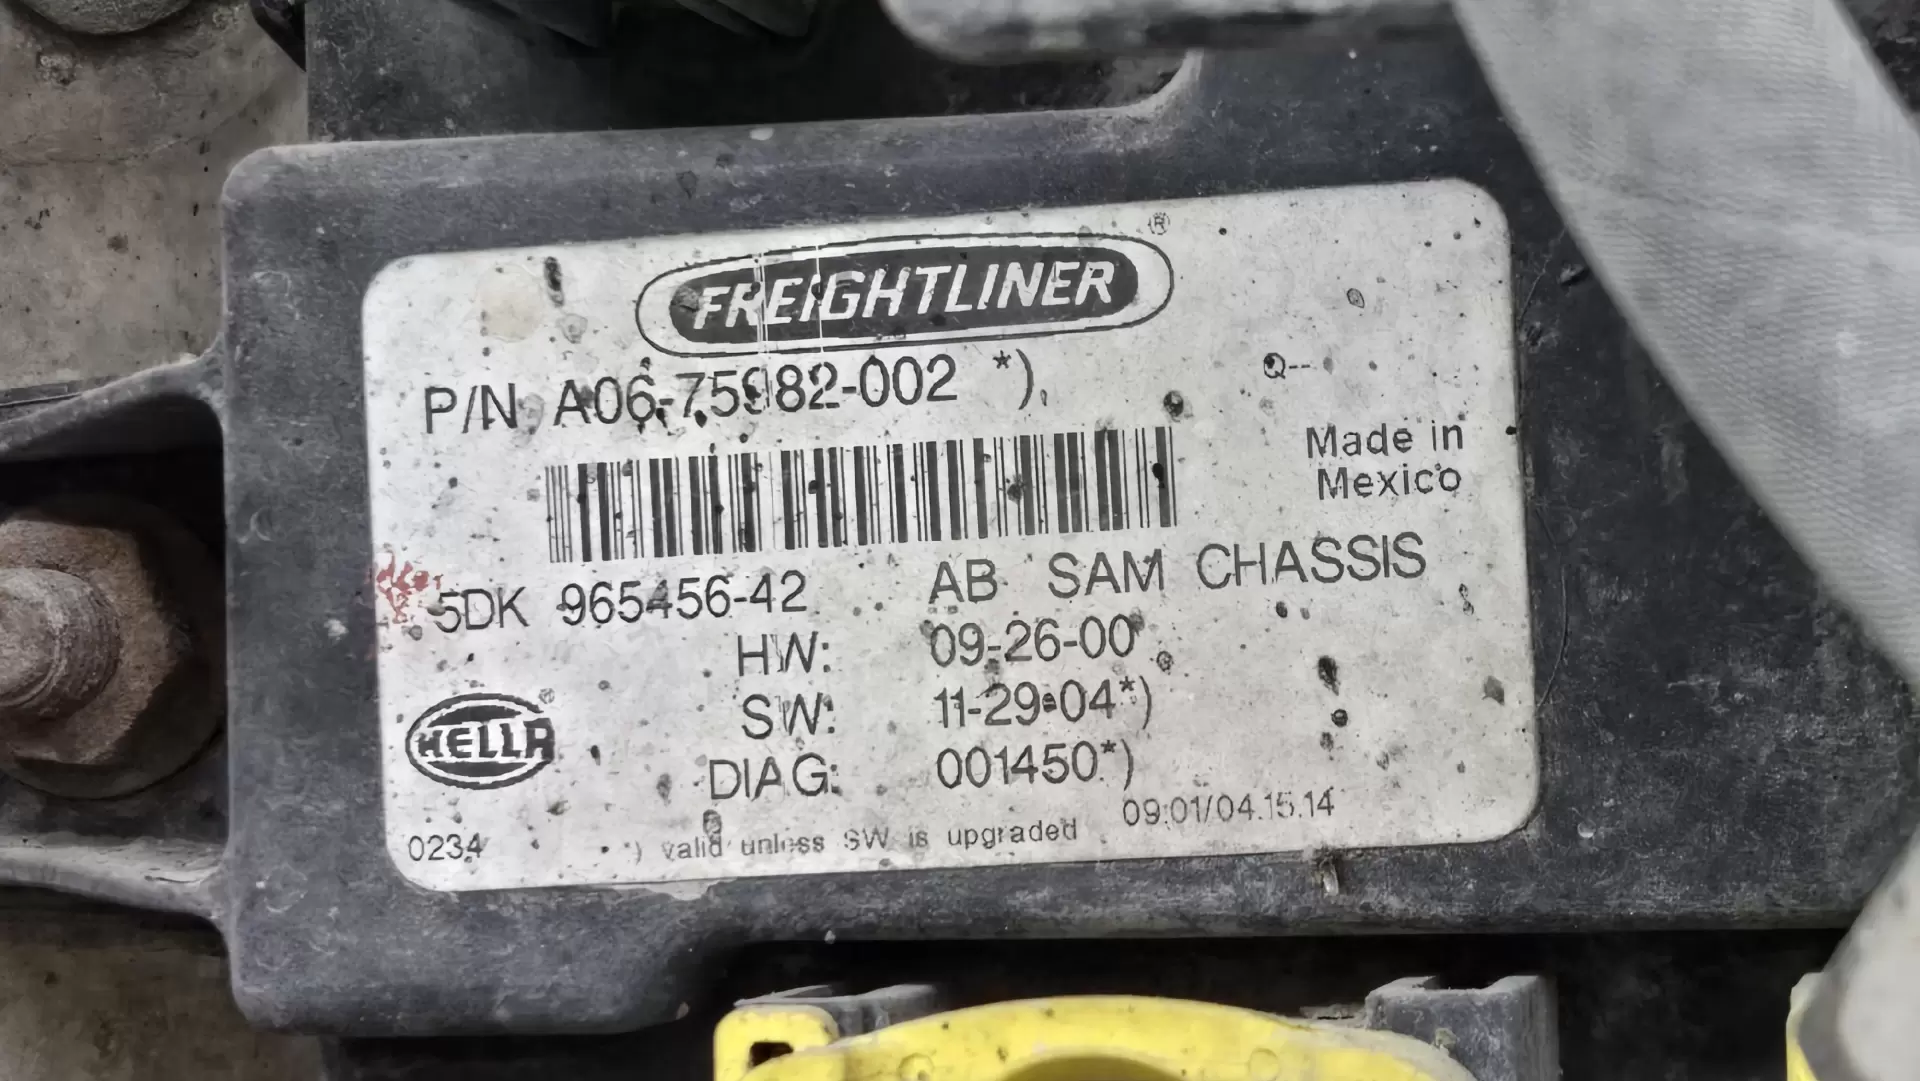 FREIGHTLINER ®
P/N A06-75982-002 *)
Q--
Made in
Mexico
5DK 965456-42 AB SAM CHASSIS
HW: 09-26-00
SW: 11-29-04*)
DIAG: 001450*)
HELLA ®
09:01/04.15.14
0234 *) valid unless SW is upgraded